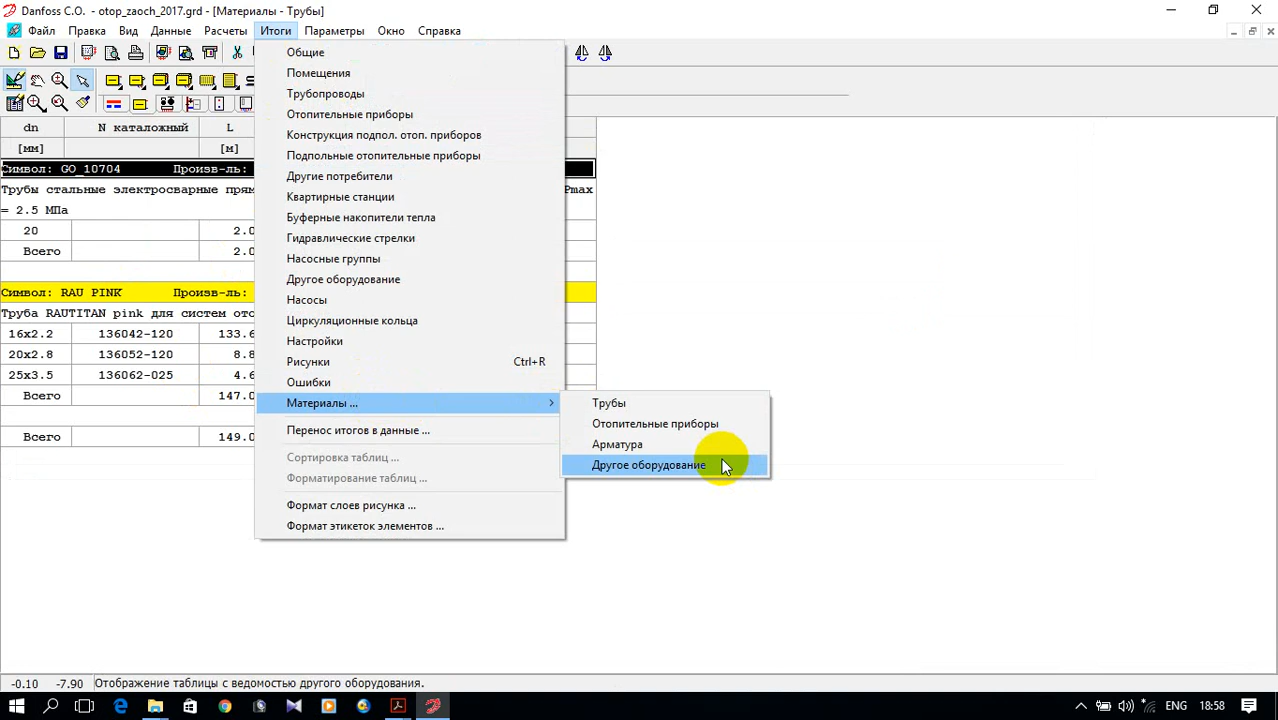 Danfoss C.O. - otop_zaoch_2017.grd - [Материалы - Трубы]
Файл Правка Вид Данные Расчеты Итоги Параметры Окно Справка
Общие
Помещения
Трубопроводы
Отопительные приборы
Конструкция подпол. отоп. приборов
Подпольные отопительные приборы
Другие потребители
Квартирные станции
Буферные накопители тепла
Гидравлические стрелки
Насосные группы
Другое оборудование
Насосы
Циркуляционные кольца
Настройки
Рисунки Ctrl+R
Ошибки
Материалы ...
Перенос итогов в данные ...
Сортировка таблиц ...
Форматирование таблиц ...
Формат слоев рисунка ...
Формат этикеток элементов ...
Трубы
Отопительные приборы
Арматура
Другое оборудование
dn N каталожный L
[мм] [м]
Символ: GO_10704 Произв-ль:
Трубы стальные электросварные прям Pmax
= 2.5 МПа
20 2.0
Всего 2.0
Символ: RAU PINK Произв-ль:
Труба RAUTITAN pink для систем ото
16x2.2 136042-120 133.6
20x2.8 136052-120 8.8
25x3.5 136062-025 4.6
Всего 147.0
Всего 149.0
-0.10 -7.90 Отображение таблицы с ведомостью другого оборудования.
ENG 18:58